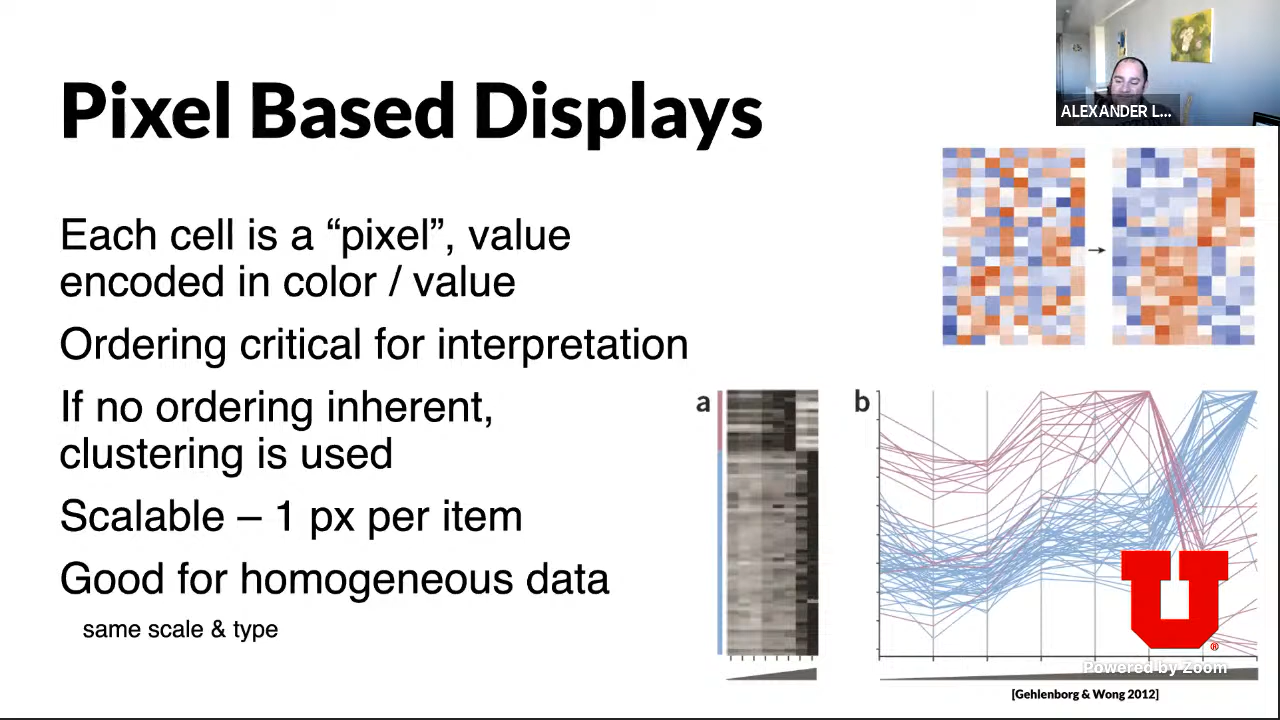 Pixel Based Displays
ALEXANDER L...
Each cell is a “pixel”, value
encoded in color / value
Ordering critical for interpretation
If no ordering inherent,
clustering is used
Scalable – 1 px per item
Good for homogeneous data
same scale & type
a
b
U
®
Powered by Zoom
[Gehlenborg & Wong 2012]